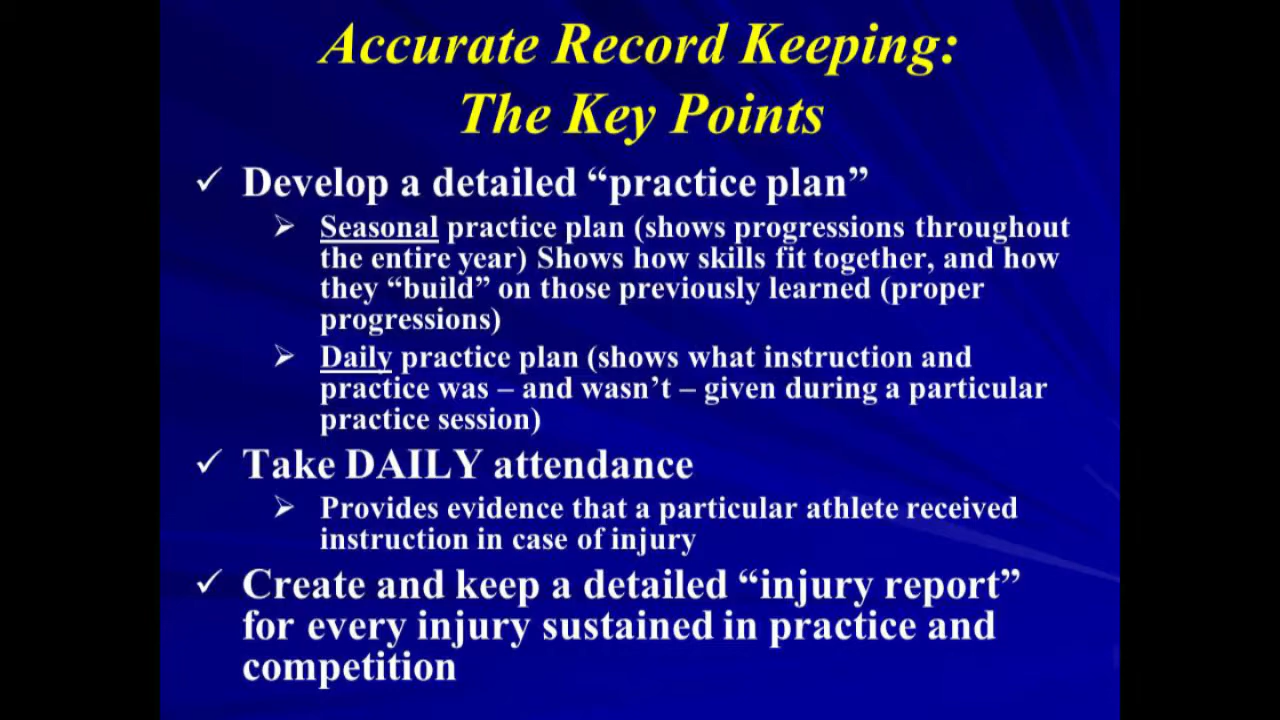 Accurate Record Keeping:
The Key Points
✓ Develop a detailed “practice plan”
➢ Seasonal practice plan (shows progressions throughout
the entire year) Shows how skills fit together, and how
they “build” on those previously learned (proper
progressions)
➢ Daily practice plan (shows what instruction and
practice was – and wasn’t – given during a particular
practice session)
✓ Take DAILY attendance
➢ Provides evidence that a particular athlete received
instruction in case of injury
✓ Create and keep a detailed “injury report”
for every injury sustained in practice and
competition